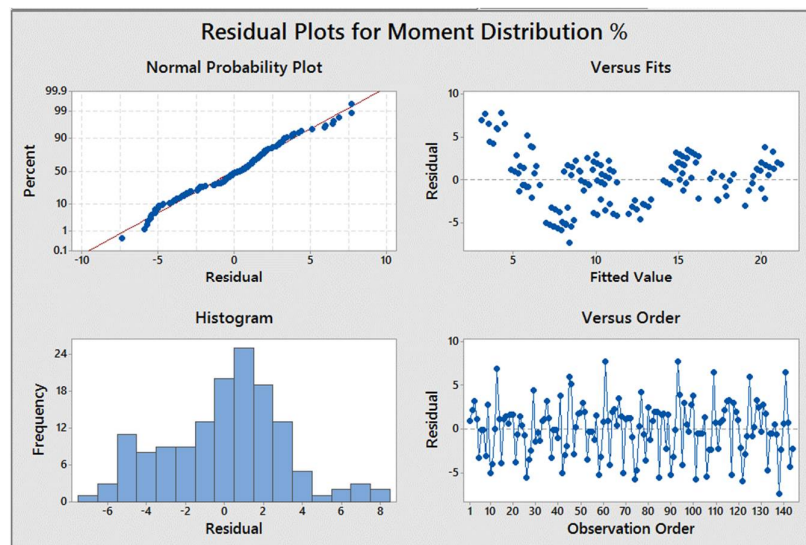 Residual Plots for Moment Distribution %
Normal Probability Plot
99.9
99
90
50
10
1
0.1
Percent
-10 -5 0 5 10
Residual
Versus Fits
10
5
0
-5
Residual
5 10 15 20
Fitted Value
Histogram
24
18
12
6
0
Frequency
-6 -4 -2 0 2 4 6 8
Residual
Versus Order
10
5
0
-5
Residual
1 10 20 30 40 50 60 70 80 90 100 110 120 130 140
Observation Order